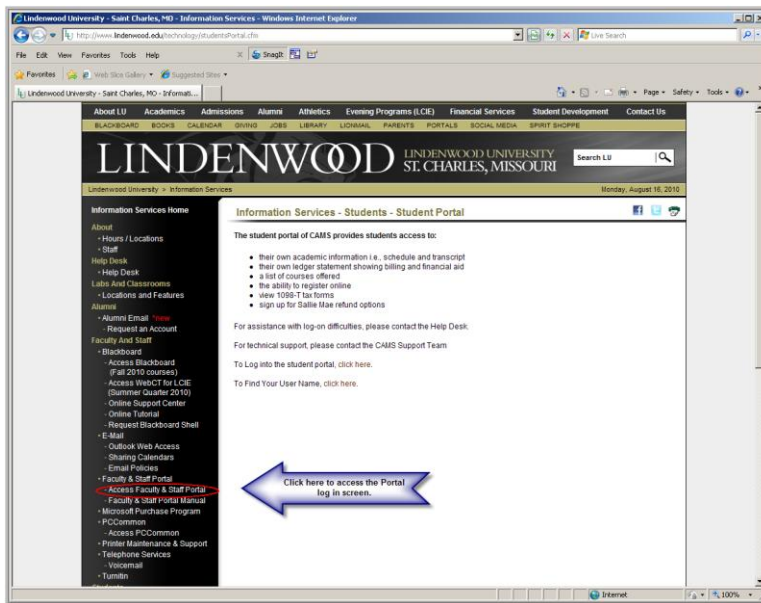 Lindenwood University - Saint Charles, MO - Information Services - Windows Internet Explorer
http://www.lindenwood.edu/technology/studentsPortal.cfm
Live Search
File Edit View Favorites Tools Help
SnagIt
Favorites Web Slice Gallery Suggested Sites
Lindenwood University - Saint Charles, MO - Informati...
Page Safety Tools
About LU Academics Admissions Alumni Athletics Evening Programs (LCIE) Financial Services Student Development Contact Us
BLACKBOARD BOOKS CALENDAR GIVING JOBS LIBRARY LIONMAIL PARENTS PORTALS SOCIAL MEDIA SPIRIT SHOPPE
LINDENWOOD
LINDENWOOD UNIVERSITY
ST. CHARLES, MISSOURI
Search LU
Lindenwood University > Information Services
Monday, August 16, 2010
Information Services Home
About
• Hours / Locations
• Staff
Help Desk
• Help Desk
Labs And Classrooms
• Locations and Features
Alumni
• Alumni Email *new
- Request an Account
Faculty And Staff
• Blackboard
- Access Blackboard
(Fall 2010 courses)
- Access WebCT for LCIE
(Summer Quarter 2010)
- Online Support Center
- Online Tutorial
- Request Blackboard Shell
• E-Mail
- Outlook Web Access
- Sharing Calendars
- Email Policies
• Faculty & Staff Portal
- Access Faculty & Staff Portal
- Faculty & Staff Portal Manual
• Microsoft Purchase Program
• PCCommon
- Access PCCommon
• Printer Maintenance & Support
• Telephone Services
- Voicemail
• Turnitin
Information Services - Students - Student Portal
The student portal of CAMS provides students access to:
• their own academic information i.e., schedule and transcript
• their own ledger statement showing billing and financial aid
• a list of courses offered
• the ability to register online
• view 1098-T tax forms
• sign up for Sallie Mae refund options
For assistance with log-on difficulties, please contact the Help Desk.
For technical support, please contact the CAMS Support Team
To Log into the student portal, click here.
To Find Your User Name, click here.
Click here to access the Portal
log in screen.
Internet
100%